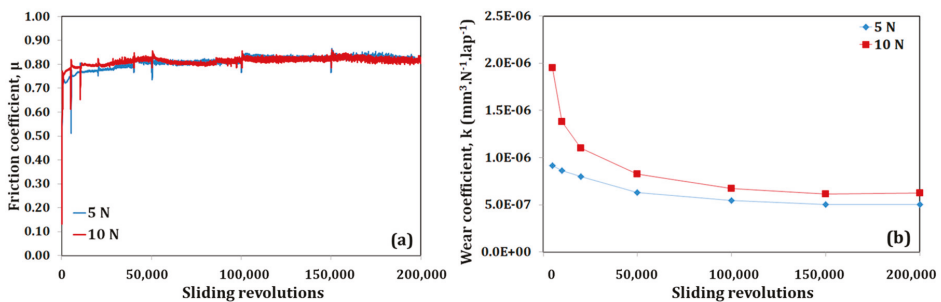 Friction coefficient, μ
1.00
0.90
0.80
0.70
0.60
0.50
0.40
0.30
0.20
0.10
0.00
5 N
10 N
(a)
0
50,000
100,000
150,000
200,000
Sliding revolutions
Wear coefficient, k (mm³.N⁻¹.lap⁻¹)
2.5E-06
2.0E-06
1.5E-06
1.0E-06
5.0E-07
0.0E+00
5 N
10 N
(b)
0
50,000
100,000
150,000
200,000
Sliding revolutions